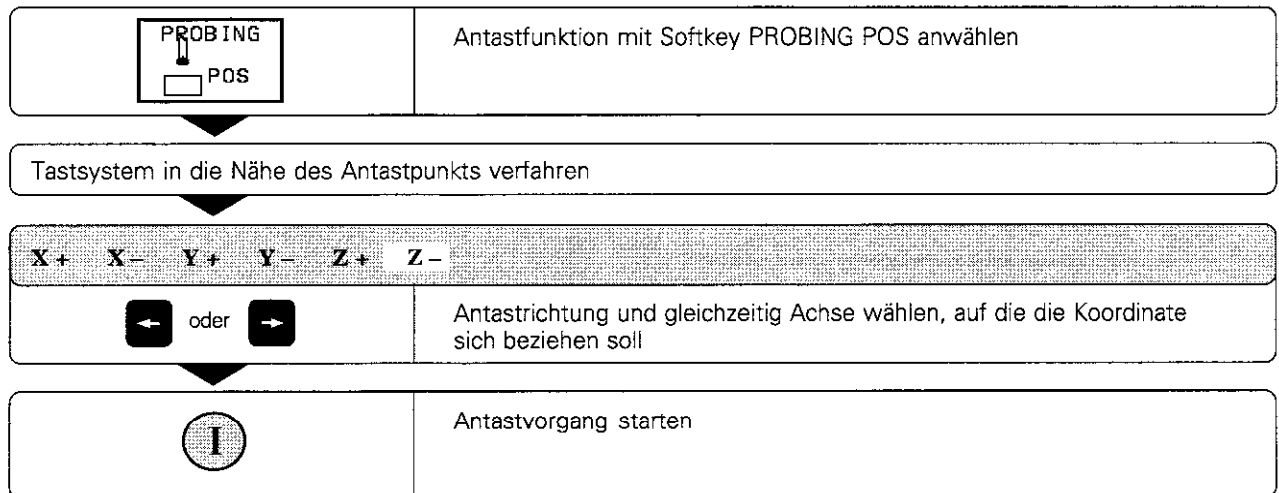 PROBING
POS
Antastfunktion mit Softkey PROBING POS anwählen
Tastsystem in die Nähe des Antastpunkts verfahren
X + X – Y + Y – Z + Z –
oder
Antastrichtung und gleichzeitig Achse wählen, auf die die Koordinate
sich beziehen soll
I
Antastvorgang starten